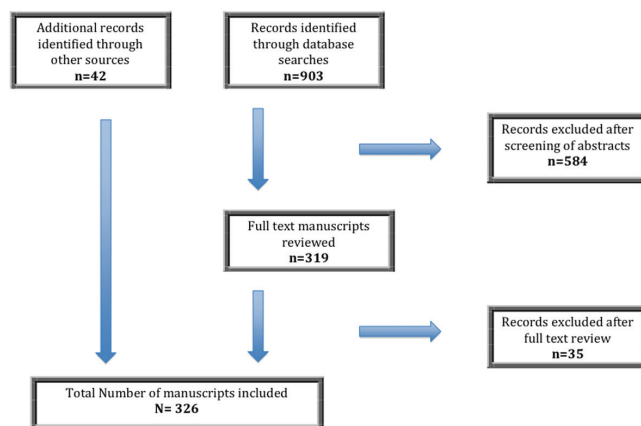 Additional records
identified through
other sources
n=42
Records identified
through database
searches
n=903
Records excluded after
screening of abstracts
n=584
Full text manuscripts
reviewed
n=319
Records excluded after
full text review
n=35
Total Number of manuscripts included
N= 326